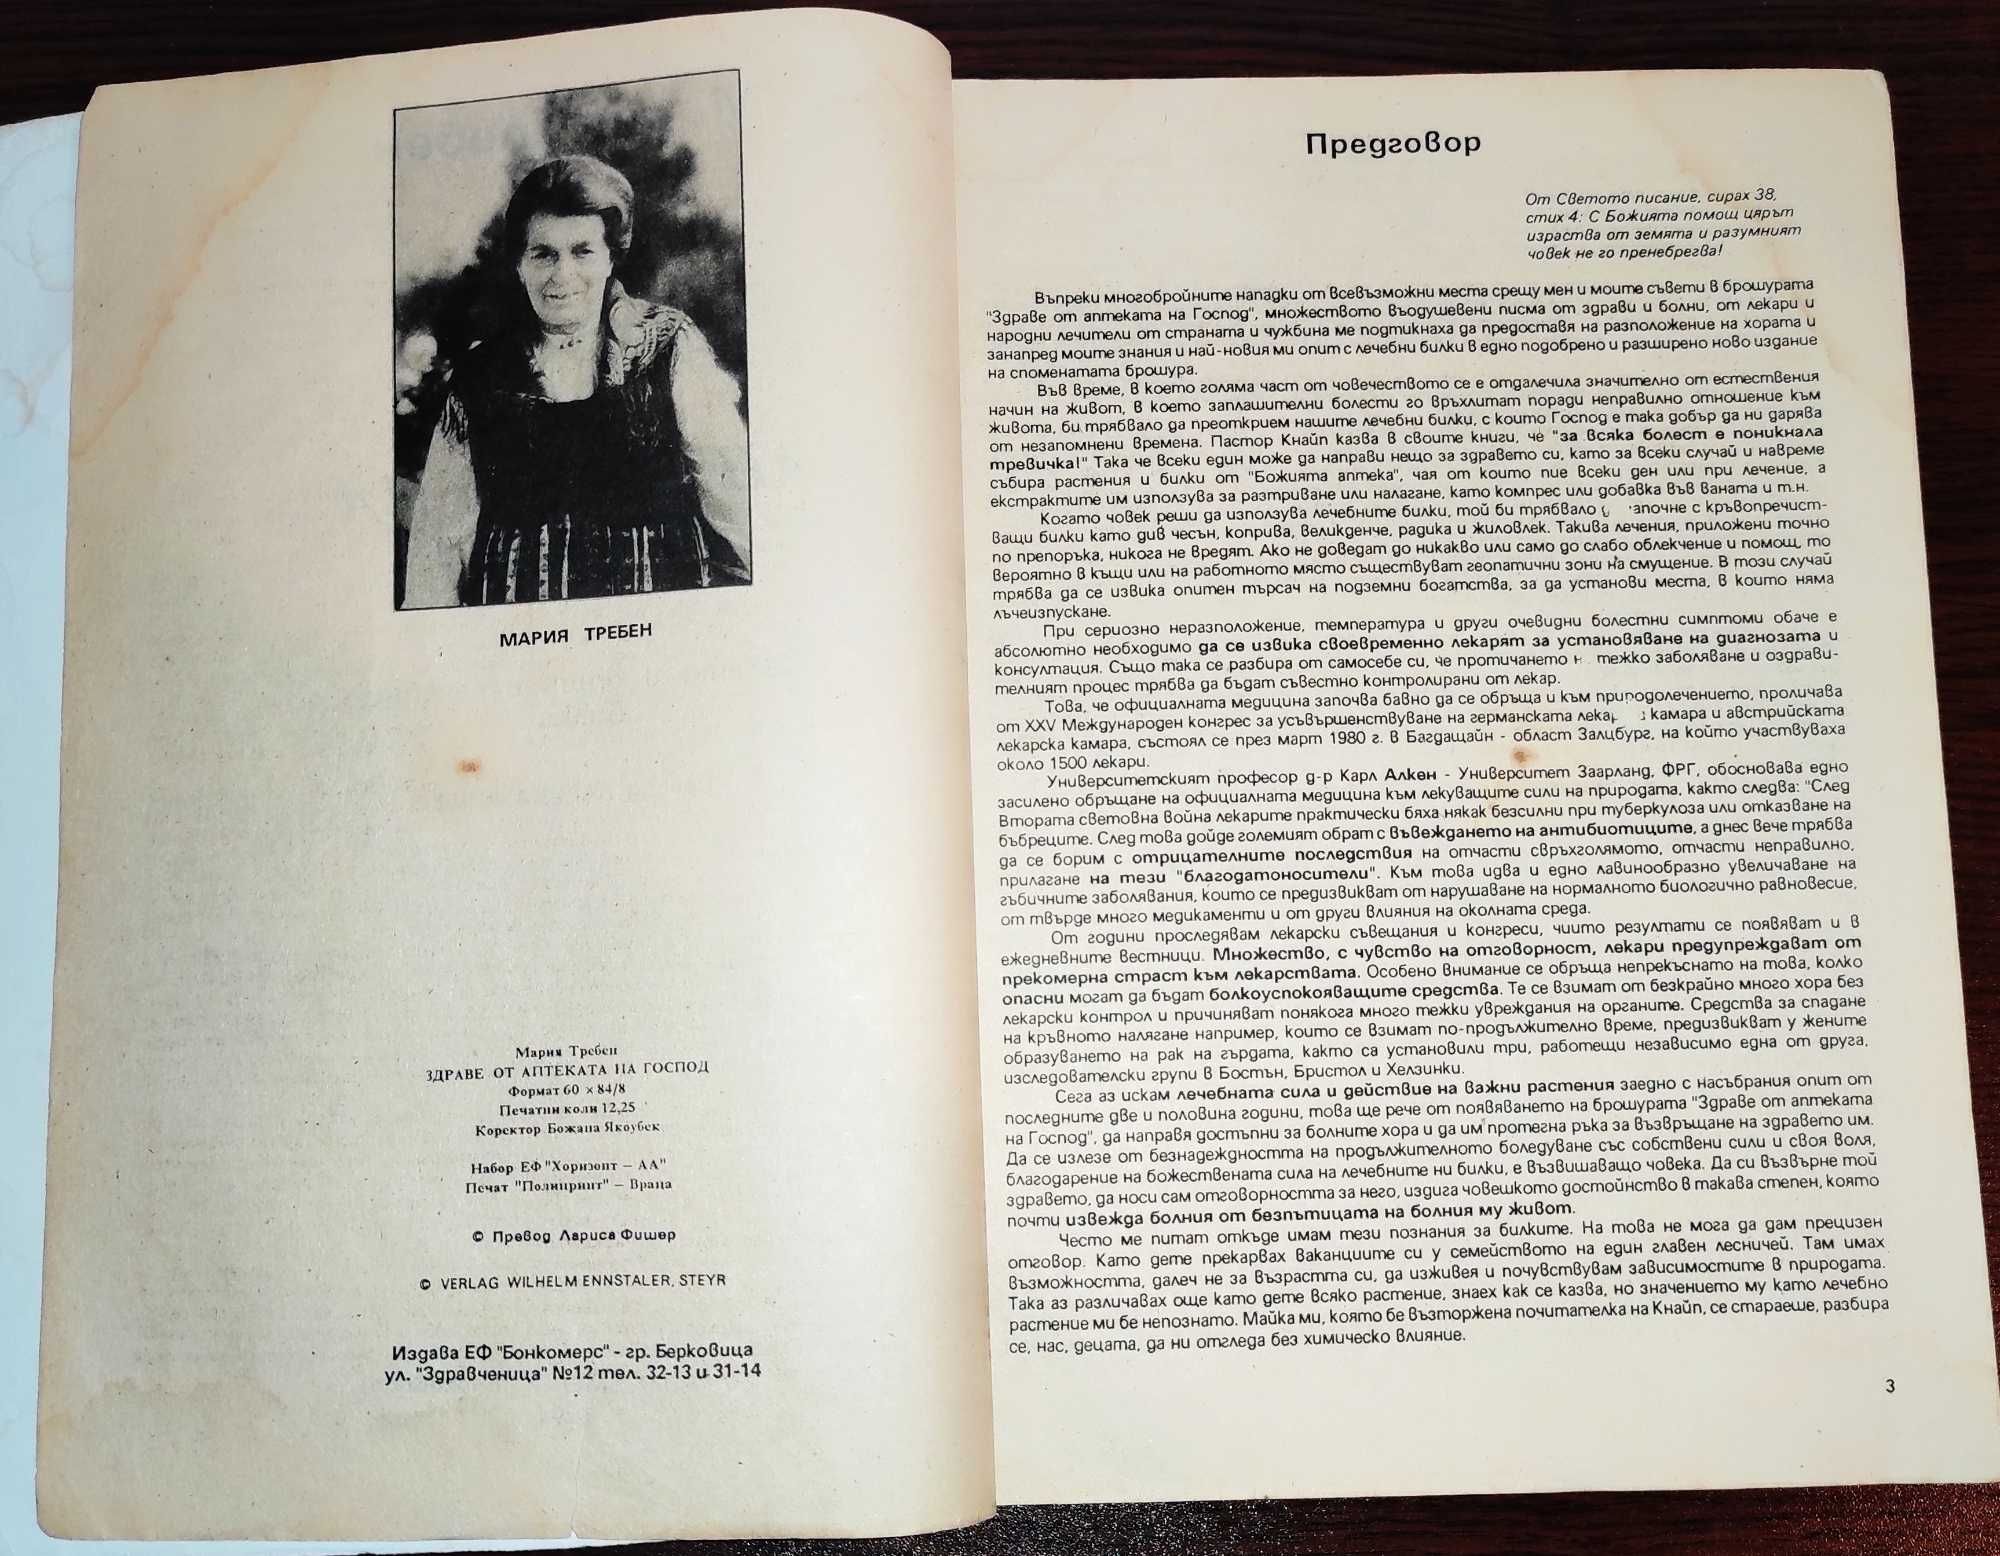 МАРИЯ ТРЕБЕН
Мария Требен
ЗДРАВЕ ОТ АПТЕКАТА НА ГОСПОД
Формат 60 × 84/8
Печатни коли 12,25
Коректор Божана Якоубек
Набор ЕФ "Хоризонт – АА"
Печат "Полипринт" – Враца
© Превод Лариса Фишер
© VERLAG WILHELM ENNSTALER, STEYR
Издава ЕФ "Бонкомерс" - гр. Берковица
ул. "Здравченица" №12 тел. 32-13 и 31-14
Предговор
От Светото писание, сирах 38,
стих 4: С Божията помощ цярът
израства от земята и разумният
човек не го пренебрегва!
Въпреки многобройните нападки от всевъзможни места срещу мен и моите съвети в брошурата
"Здраве от аптеката на Господ", множеството въодушевени писма от здрави и болни, от лекари и
народни лечители от страната и чужбина ме подтикнаха да предоставя на разположение на хората и
занапред моите знания и най-новия ми опит с лечебни билки в едно подобрено и разширено ново издание
на споменатата брошура.
Във време, в което голяма част от човечеството се е отдалечила значително от естествения
начин на живот, в което заплашителни болести го връхлитат поради неправилно отношение към
живота, би трябвало да преоткрием нашите лечебни билки, с които Господ е така добър да ни дарява
от незапомнени времена. Пастор Кнайп казва в своите книги, че "за всяка болест е поникнала
тревичка!" Така че всеки един може да направи нещо за здравето си, като за всеки случай и навреме
събира растения и билки от "Божията аптека", чая от които пие всеки ден или при лечение, а
екстрактите им използува за разтриване или налагане, като компрес или добавка във ваната и т.н.
Когато човек реши да използува лечебните билки, той би трябвало започне с кръвопречист-
ващи билки като див чесън, коприва, великденче, радика и жиловлек. Такива лечения, приложени точно
по препоръка, никога не вредят. Ако не доведат до никакво или само до слабо облекчение и помощ, то
вероятно в къщи или на работното място съществуват геопатични зони на смущение. В този случай
трябва да се извика опитен търсач на подземни богатства, за да установи места, в които няма
лъчеизпускане.
При сериозно неразположение, температура и други очевидни болестни симптоми обаче е
абсолютно необходимо да се извика своевременно лекарят за установяване на диагнозата и
консултация. Също така се разбира от самосебе си, че протичането тежко заболяване и оздрави-
телният процес трябва да бъдат съвестно контролирани от лекар.
Това, че официалната медицина започва бавно да се обръща и към природолечението, проличава
от XXV Международен конгрес за усъвършенствуване на германската камара и австрийската
лекарска камара, състоял се през март 1980 г. в Багдащайн - област Залцбург, на който участвуваха
около 1500 лекари.
Университетският професор д-р Карл Алкен - Университет Заарланд, ФРГ, обосновава едно
засилено обръщане на официалната медицина към лекуващите сили на природата, както следва: "След
Втората световна война лекарите практически бяха някак безсилни при туберкулоза или отказване на
бъбреците. След това дойде големият обрат с въвеждането на антибиотиците, а днес вече трябва
да се борим с отрицателните последствия на отчасти свръхголямото, отчасти неправилно,
прилагане на тези "благодатоносители". Към това идва и едно лавинообразно увеличаване на
гъбичните заболявания, които се предизвикват от нарушаване на нормалното биологично равновесие,
от твърде много медикаменти и от други влияния на околната среда.
От години проследявам лекарски съвещания и конгреси, чиито резултати се появяват и в
ежедневните вестници. Множество, с чувство на отговорност, лекари предупреждават от
прекомерна страст към лекарствата. Особено внимание се обръща непрекъснато на това, колко
опасни могат да бъдат болкоуспокояващите средства. Те се взимат от безкрайно много хора без
лекарски контрол и причиняват понякога много тежки увреждания на органите. Средства за спадане
на кръвното налягане например, които се взимат по-продължително време, предизвикват у жените
образуването на рак на гърдата, както са установили три, работещи независимо една от друга,
изследователски групи в Бостън, Бристол и Хелзинки.
Сега аз искам лечебната сила и действие на важни растения заедно с насъбрания опит от
последните две и половина години, това ще рече от появяването на брошурата "Здраве от аптеката
на Господ", да направя достъпни за болните хора и да им протегна ръка за възвръщане на здравето им.
Да се излезе от безнадеждността на продължителното боледуване със собствени сили и своя воля,
благодарение на божествената сила на лечебните ни билки, е възвишаващо човека. Да си възвърне той
здравето, да носи сам отговорността за него, издига човешкото достойнство в такава степен, която
почти извежда болния от безпътицата на болния му живот.
Често ме питат откъде имам тези познания за билките. На това не мога да дам прецизен
отговор. Като дете прекарвах ваканциите си у семейството на един главен лесничей. Там имах
възможността, далеч не за възрастта си, да изживея и почувствувам зависимостите в природата.
Така аз различавах още като дете всяко растение, знаех как се казва, но значението му като лечебно
растение ми бе непознато. Майка ми, която бе възторжена почитателка на Кнайп, се стараеше, разбира
се, нас, децата, да ни отгледа без химическо влияние.
3